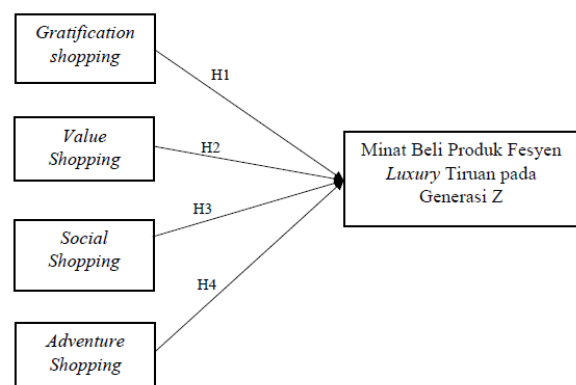 Gratification
shopping
H1
Value
Shopping
H2
Minat Beli Produk Fesyen
Luxury Tiruan pada
Generasi Z
H3
Social
Shopping
H4
Adventure
Shopping